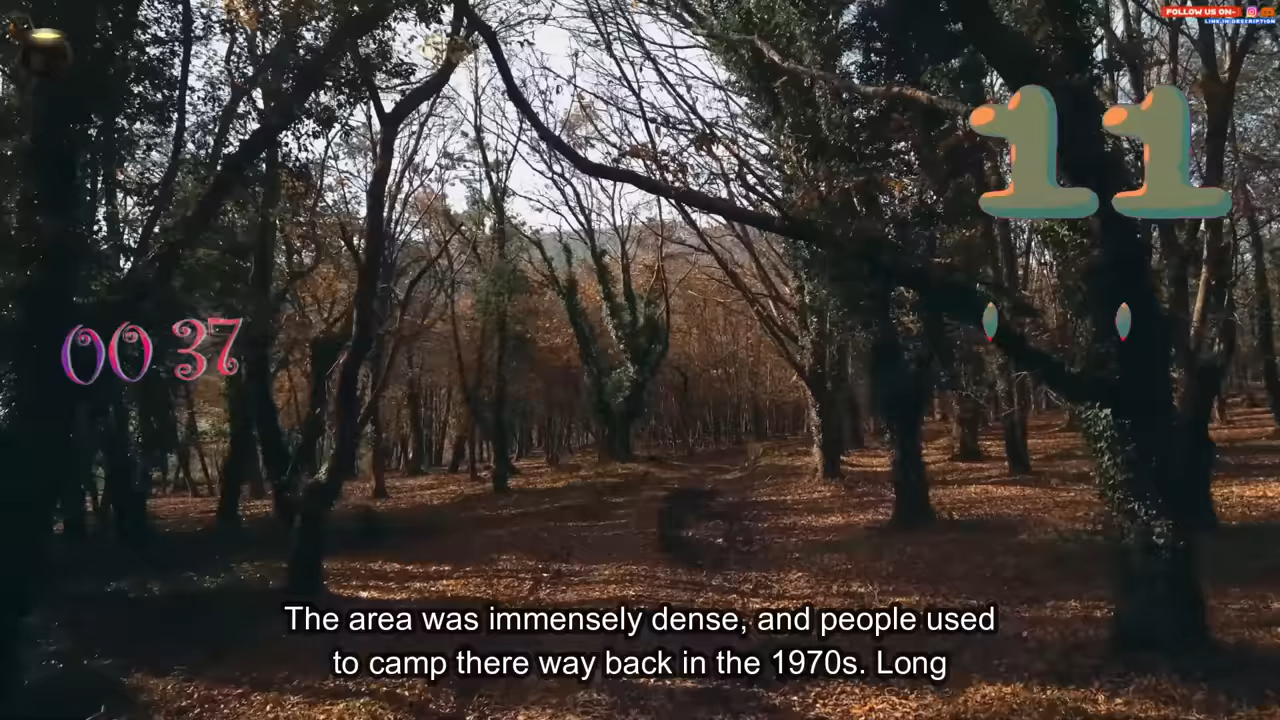 FOLLOW US ON-
LINK IN DESCRIPTION
11
00 37
The area was immensely dense, and people used
to camp there way back in the 1970s. Long